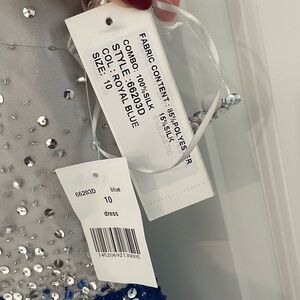 FABRIC CONTENT: 85%POLYESTER
15%SILK
COMBO: 100%SILK
STYLE :66203D
COL : ROYAL BLUE
SIZE: 10
66203D
blue
10
dress